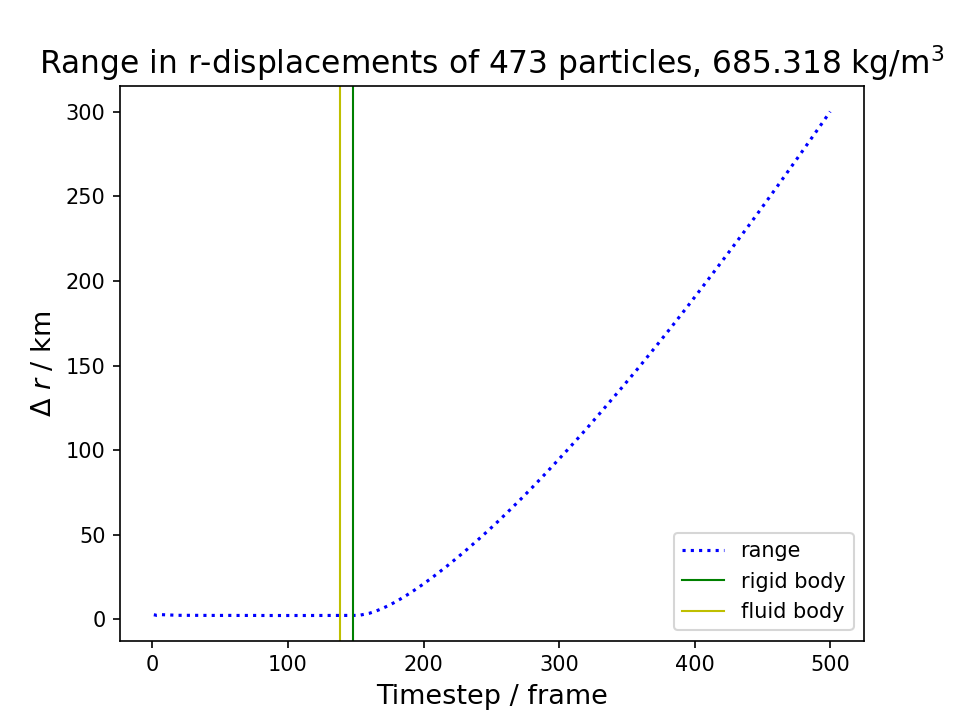 Range in r-displacements of 473 particles, 685.318 kg/m³
Δ r / km
300
250
200
150
100
50
0
0 100 200 300 400 500
Timestep / frame
range
rigid body
fluid body